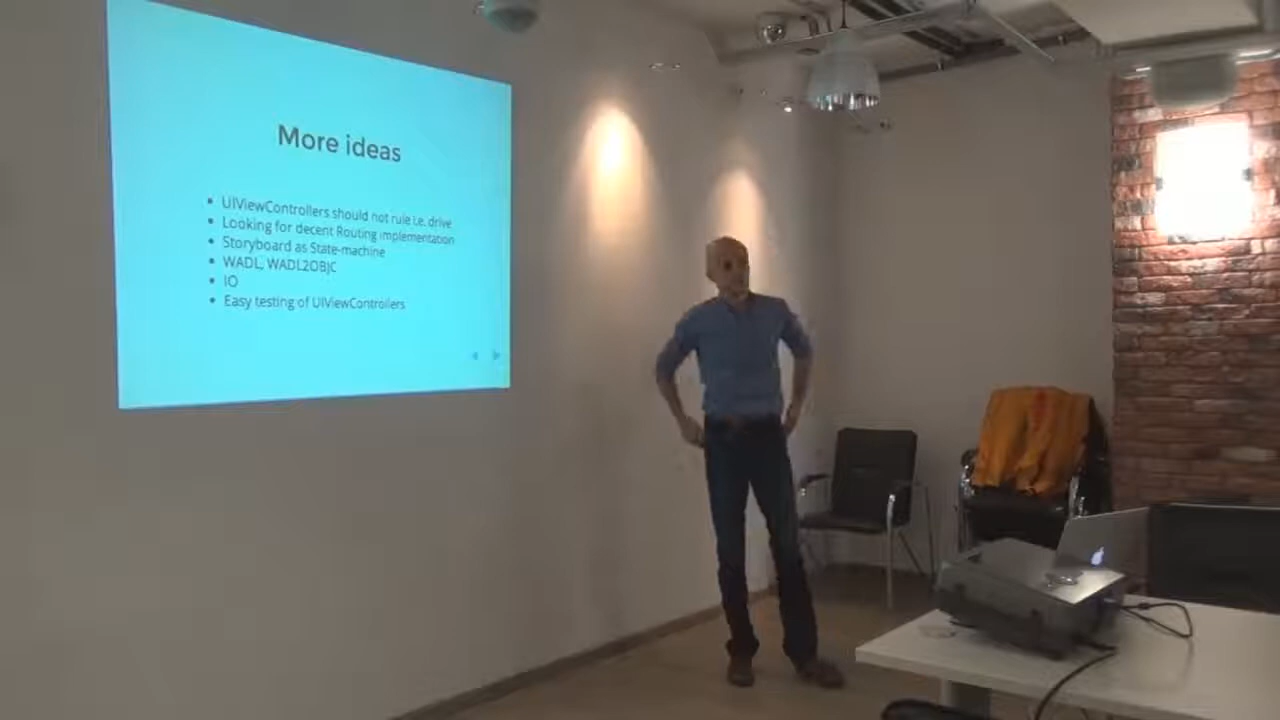 More ideas
UIViewControllers should not rule i.e. drive
Looking for decent Routing implementation
Storyboard as State-machine
WADL, WADL2OBJC
IO
Easy testing of UIViewControllers